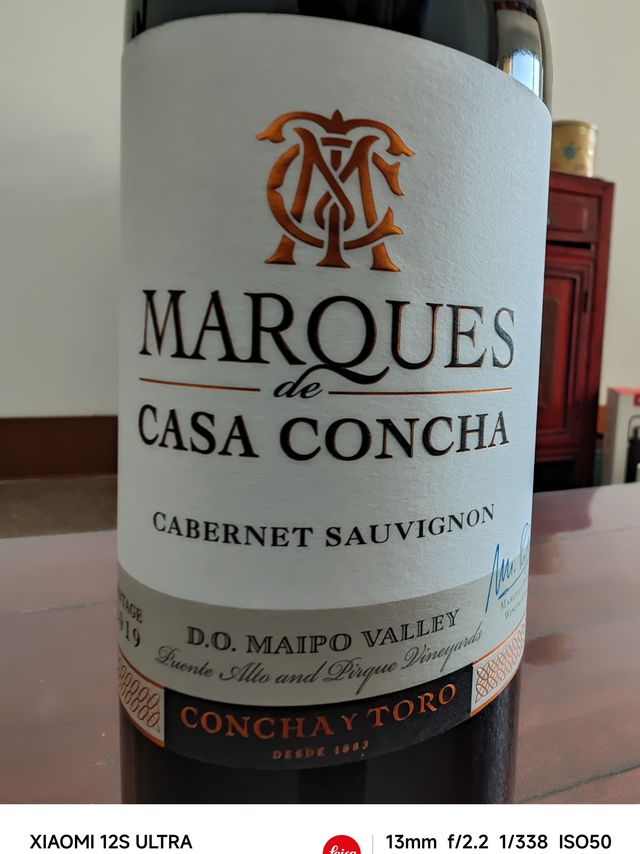 MARQUES
de
CASA CONCHA
CABERNET SAUVIGNON
D.O. MAIPO VALLEY
Puente Alto and Pirque Vineyards
CONCHA Y TORO
DESDE 1883
XIAOMI 12S ULTRA
Leica
13mm f/2.2 1/338 ISO50